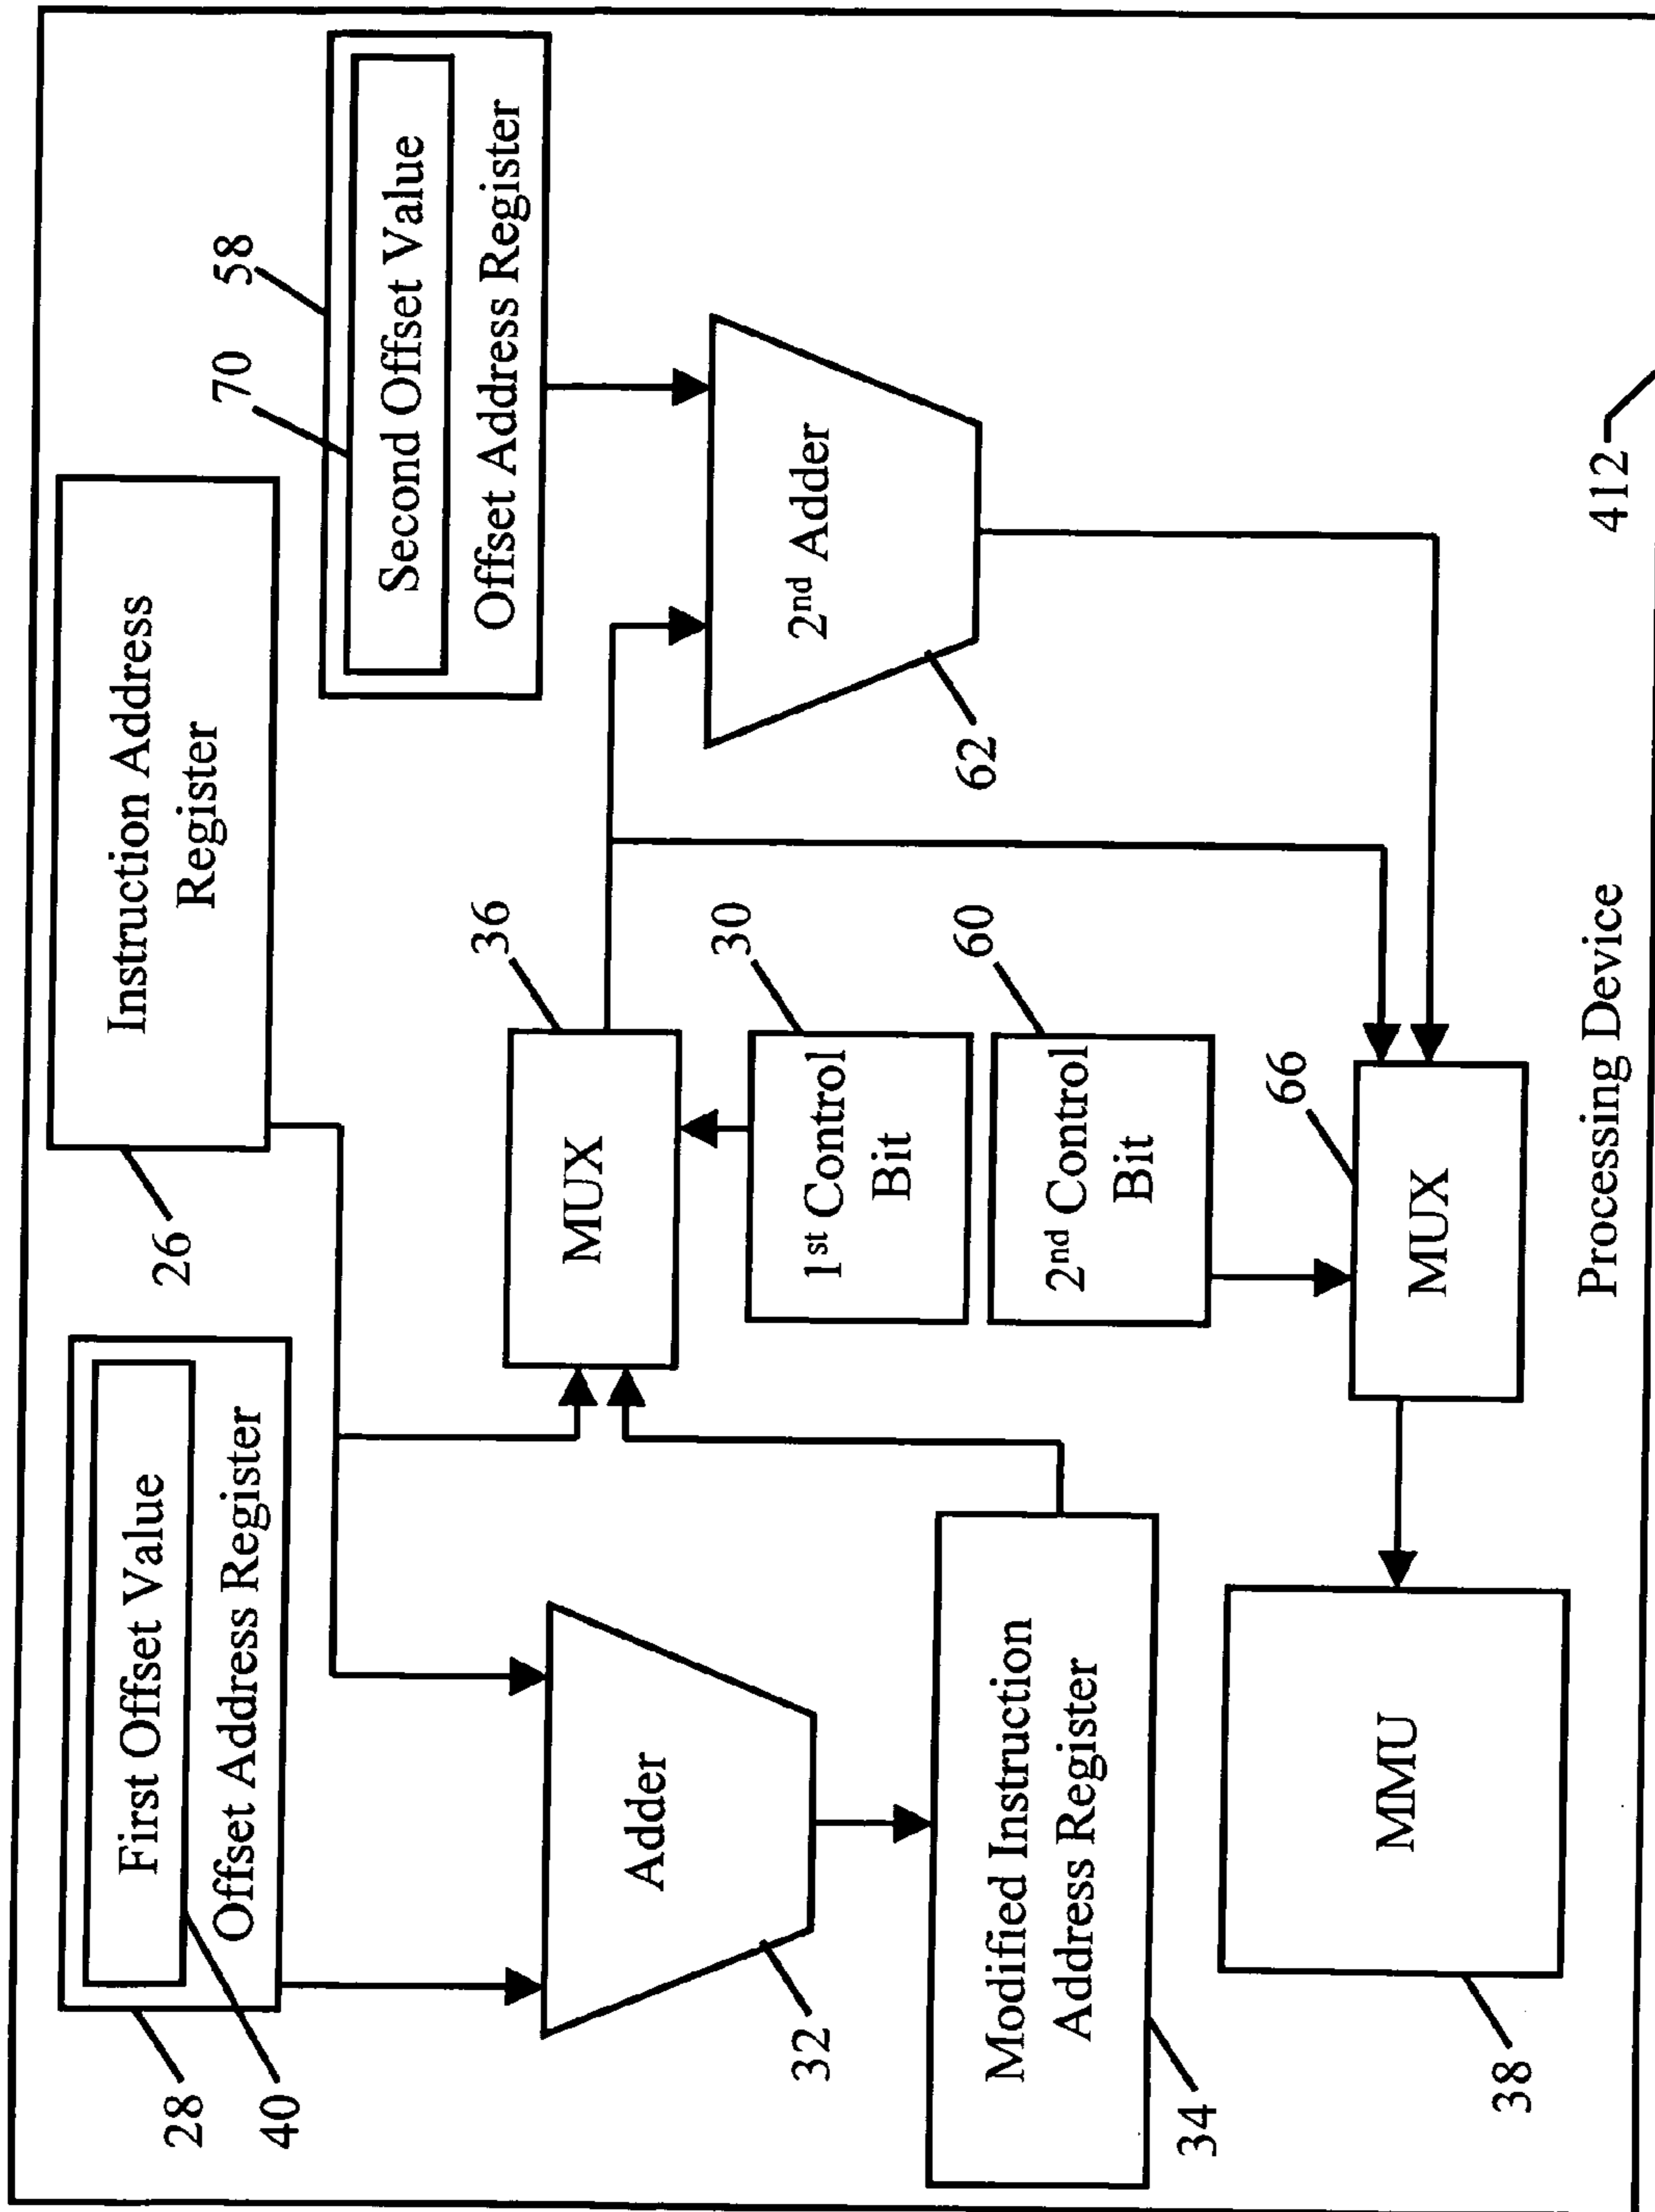 28
40
First Offset Value
Offset Address Register
26
Instruction Address
Register
70
58
Second Offset Value
Offset Address Register
32
Adder
36
MUX
62
2nd Adder
30
1st Control
Bit
34
Modified Instruction
Address Register
60
2nd Control
Bit
38
MMU
66
MUX
Processing Device
412